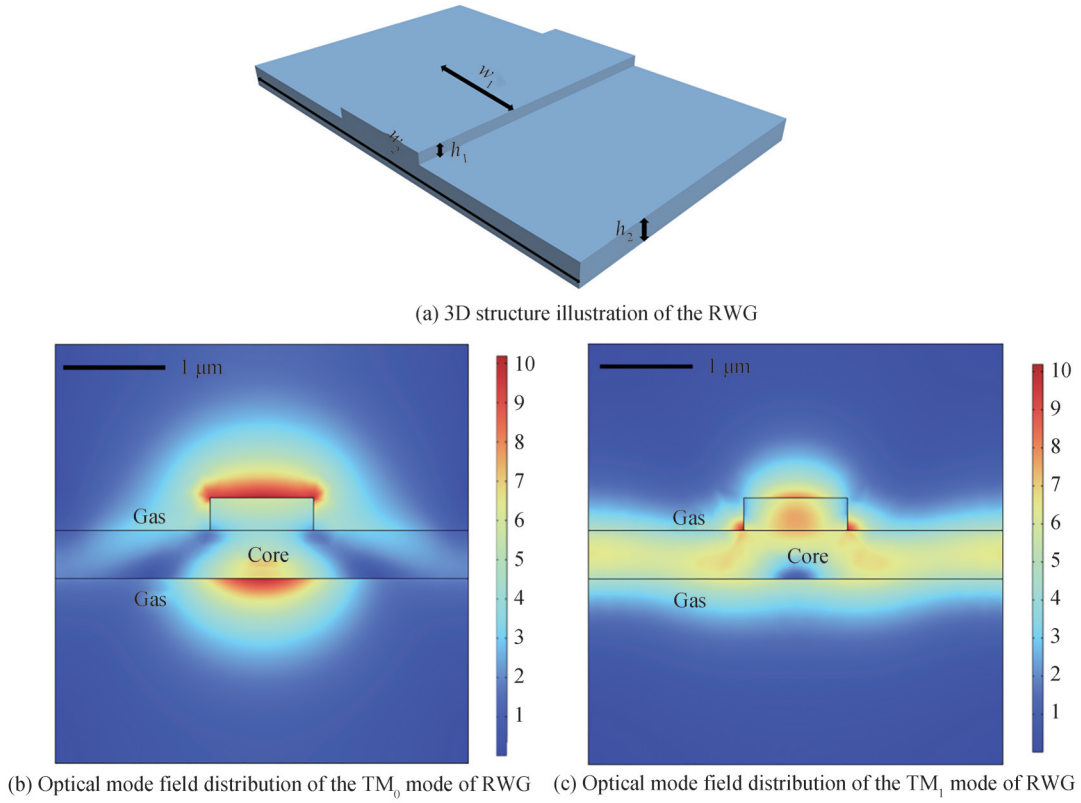 w₁
w₂
h₁
h₂
(a) 3D structure illustration of the RWG
1 μm
10
9
8
7
6
5
4
3
2
1
Gas
Core
Gas
1 μm
10
9
8
7
6
5
4
3
2
1
Gas
Core
Gas
(b) Optical mode field distribution of the TM₀ mode of RWG
(c) Optical mode field distribution of the TM₁ mode of RWG